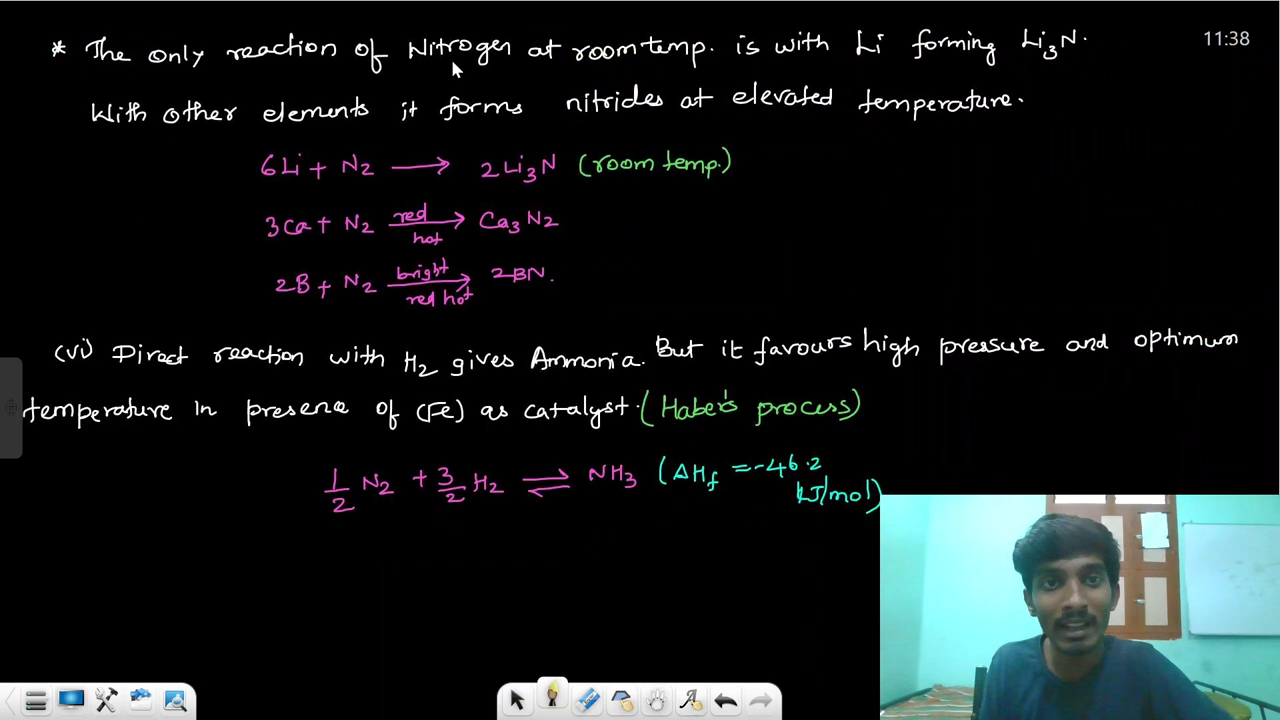 * The only reaction of Nitrogen at room temp. is with Li forming Li₃N.
11:38
With other elements it forms nitrides at elevated temperature.
6Li + N₂ ⟶ 2Li₃N (room temp.)
3Ca + N₂ ⟶ Ca₃N₂
red
hot
2B + N₂ ⟶ 2BN.
bright
red hot
(vi) Direct reaction with H₂ gives Ammonia. But it favours high pressure and optimum
temperature in presence of (Fe) as catalyst. (Haber's process)
1/2 N₂ + 3/2 H₂ ⇌ NH₃ (ΔHf = -46.2
kJ/mol)